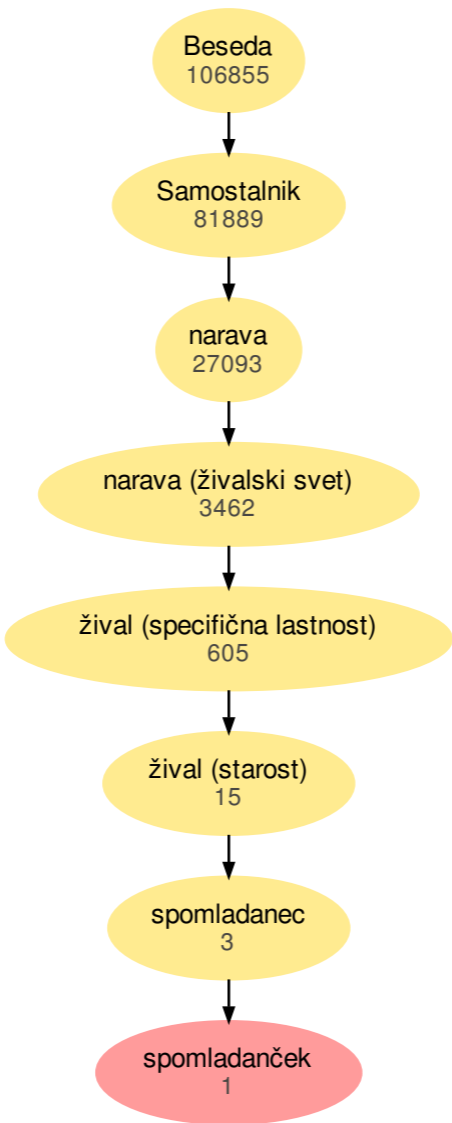 Beseda
106855
Samostalnik
81889
narava
27093
narava (živalski svet)
3462
žival (specifična lastnost)
605
žival (starost)
15
spomladanec
3
spomladanček
1